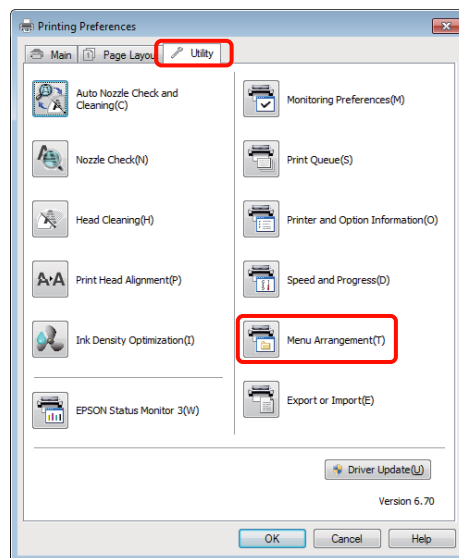 Printing Preferences
Main
Page Layou
Utility
Auto Nozzle Check and
Cleaning(C)
Monitoring Preferences(M)
Nozzle Check(N)
Print Queue(S)
Head Cleaning(H)
Printer and Option Information(O)
Print Head Alignment(P)
Speed and Progress(D)
Ink Density Optimization(I)
Menu Arrangement(T)
EPSON Status Monitor 3(W)
Export or Import(E)
Driver Update(U)
Version 6.70
OK
Cancel
Help